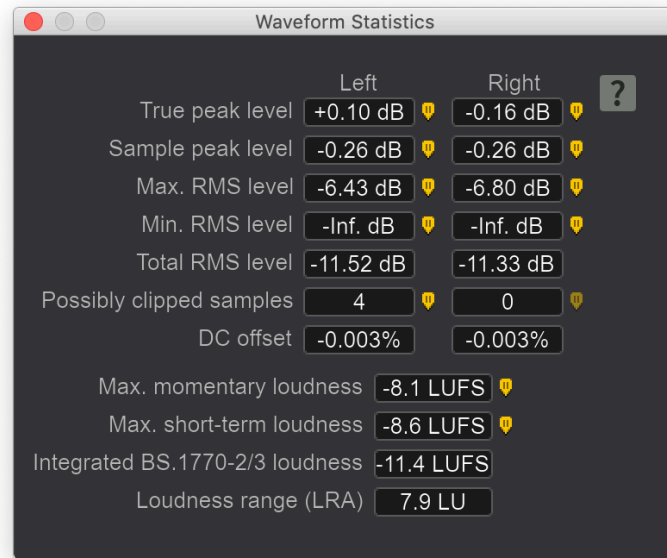 Waveform Statistics
Left Right ?
True peak level +0.10 dB -0.16 dB
Sample peak level -0.26 dB -0.26 dB
Max. RMS level -6.43 dB -6.80 dB
Min. RMS level -Inf. dB -Inf. dB
Total RMS level -11.52 dB -11.33 dB
Possibly clipped samples 4 0
DC offset -0.003% -0.003%
Max. momentary loudness -8.1 LUFS
Max. short-term loudness -8.6 LUFS
Integrated BS.1770-2/3 loudness -11.4 LUFS
Loudness range (LRA) 7.9 LU